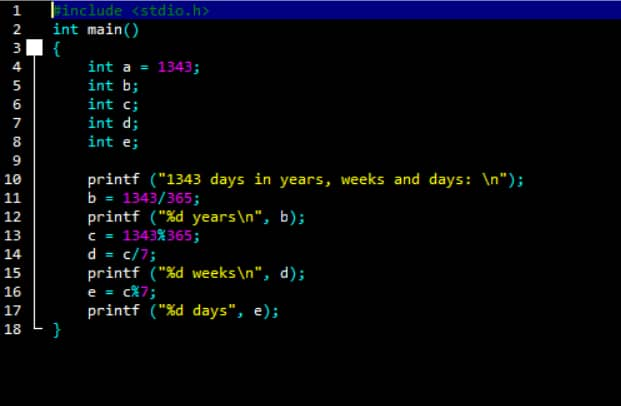 1 #include <stdio.h>
2 int main()
3 {
4 int a = 1343;
5 int b;
6 int c;
7 int d;
8 int e;
9
10 printf ("1343 days in years, weeks and days: \n");
11 b = 1343/365;
12 printf ("%d years\n", b);
13 c = 1343%365;
14 d = c/7;
15 printf ("%d weeks\n", d);
16 e = c%7;
17 printf ("%d days", e);
18 }